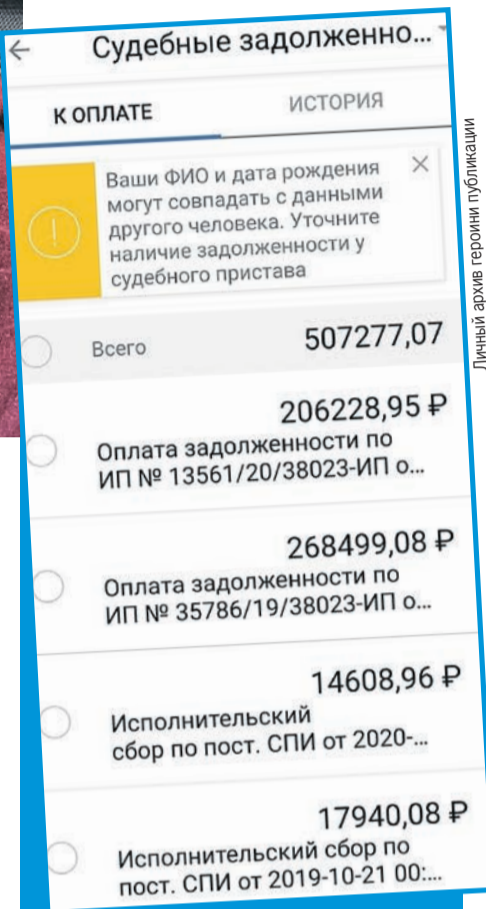 ← Судебные задолженно...
К ОПЛАТЕ ИСТОРИЯ
Ваши ФИО и дата рождения
могут совпадать с данными
другого человека. Уточните
наличие задолженности у
судебного пристава
Всего 507277,07
206228,95 ₽
Оплата задолженности по
ИП № 13561/20/38023-ИП о...
268499,08 ₽
Оплата задолженности по
ИП № 35786/19/38023-ИП о...
14608,96 ₽
Исполнительский
сбор по пост. СПИ от 2020-...
17940,08 ₽
Исполнительский сбор по
пост. СПИ от 2019-10-21 00:...
Личный архив героини публикации